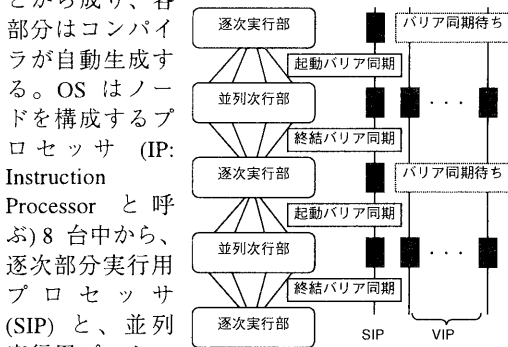 とから成り、各
部分はコンパイ
ラが自動生成す
る。OS はノー
ドを構成するプ
ロセッサ (IP:
Instruction
Processor と呼
ぶ) 8 台中から、
逐次部分実行用
プロセッサ
(SIP) と、並列
逐次実行部
バリア同期待ち
起動バリア同期
並列次行部
終結バリア同期
逐次実行部
バリア同期待ち
起動バリア同期
並列次行部
終結バリア同期
逐次実行部
SIP
VIP